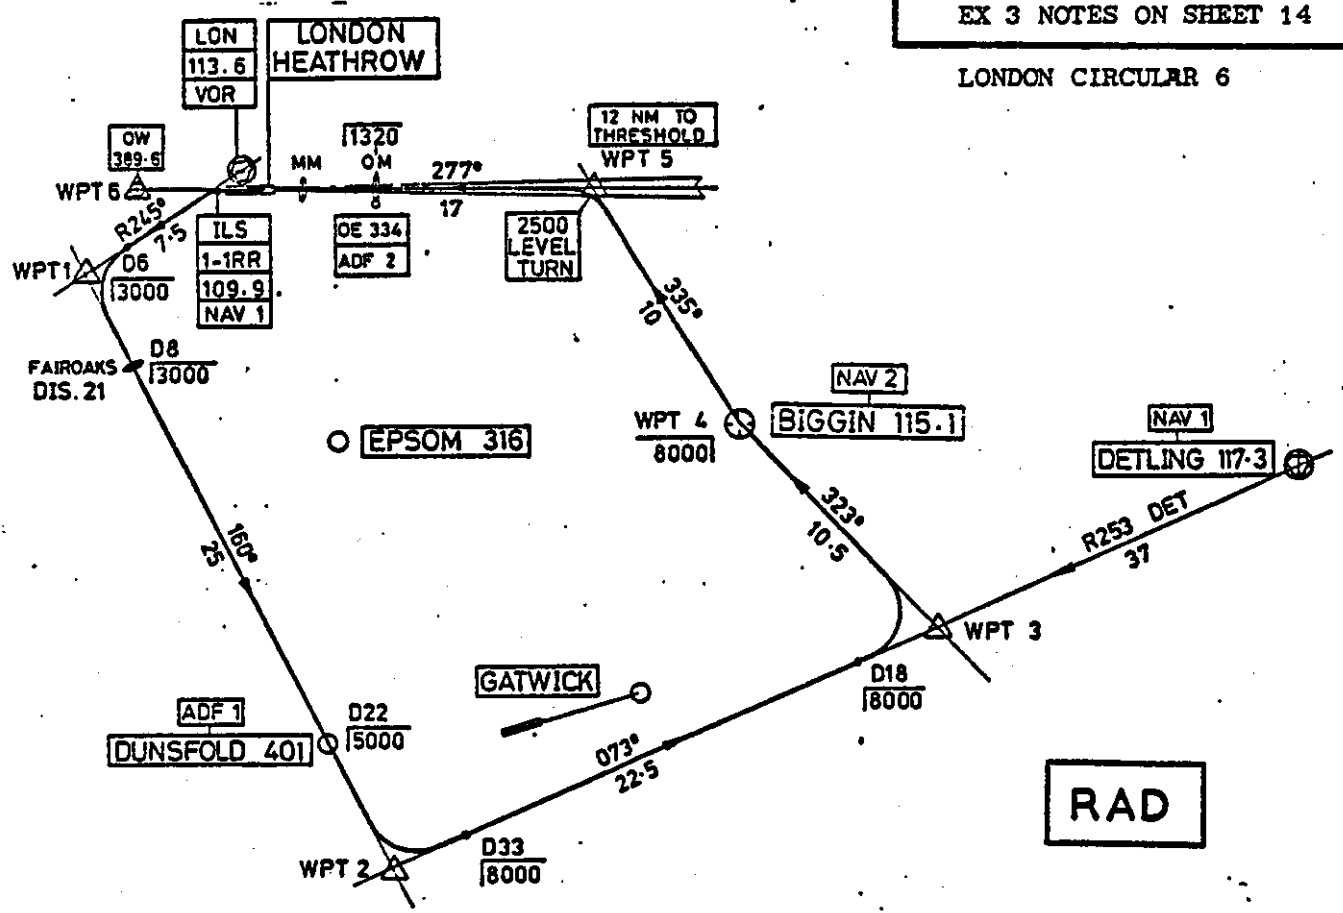 EX 3 NOTES ON SHEET 14
LONDON CIRCULAR 6
LON
113.6
VOR
LONDON
HEATHROW
OW
389.6
WPT 6
MM
1320
OM
277°
17
12 NM TO
THRESHOLD
WPT 5
R245°
7.5
ILS
1-1RR
109.9
NAV 1
OE 334
ADF 2
2500
LEVEL
TURN
WPT1
D6
3000
335°
10
FAIROAKS
DIS.21
D8
3000
NAV 2
WPT 4
8000
BIGGIN 115.1
NAV 1
DETLING 117.3
EPSOM 316
323°
10.5
R253 DET
37
160°
25
WPT 3
GATWICK
D18
8000
ADF 1
DUNSFOLD 401
D22
5000
073°
22.5
RAD
WPT 2
D33
8000